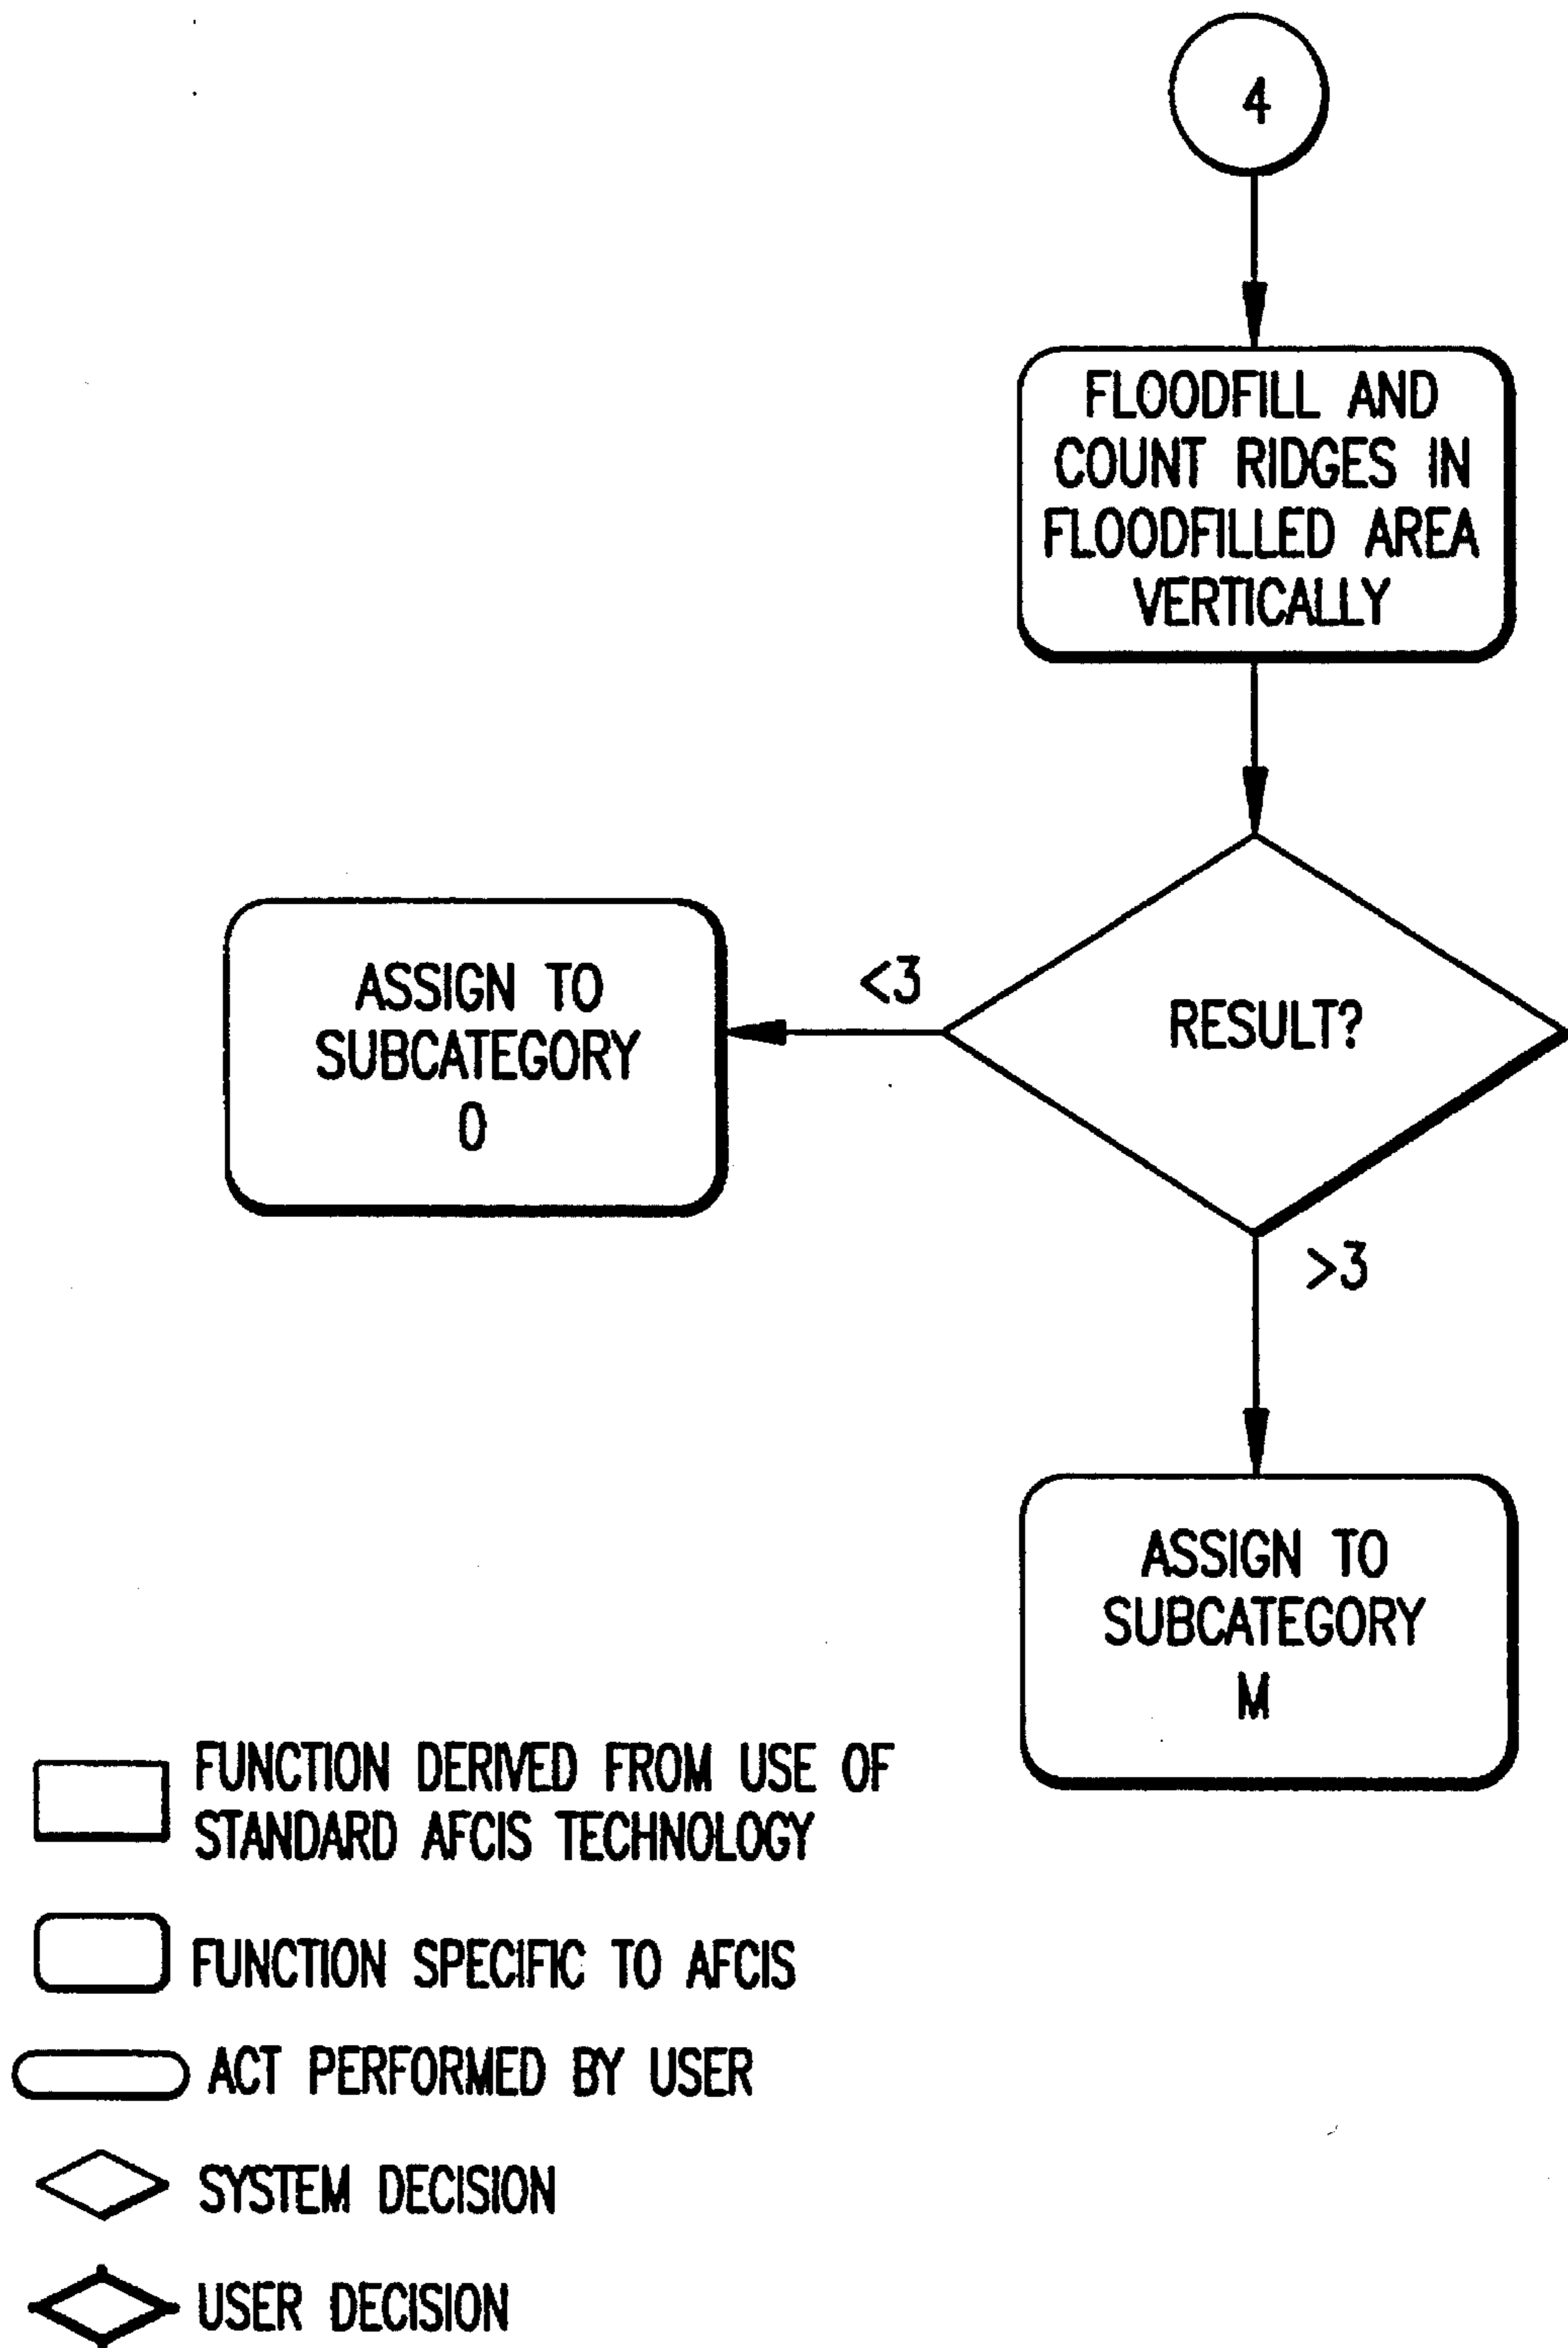 4
FLOODFILL AND
COUNT RIDGES IN
FLOODFILLED AREA
VERTICALLY
RESULT?
<3
ASSIGN TO
SUBCATEGORY
O
>3
ASSIGN TO
SUBCATEGORY
M
FUNCTION DERIVED FROM USE OF
STANDARD AFCIS TECHNOLOGY
FUNCTION SPECIFIC TO AFCIS
ACT PERFORMED BY USER
SYSTEM DECISION
USER DECISION